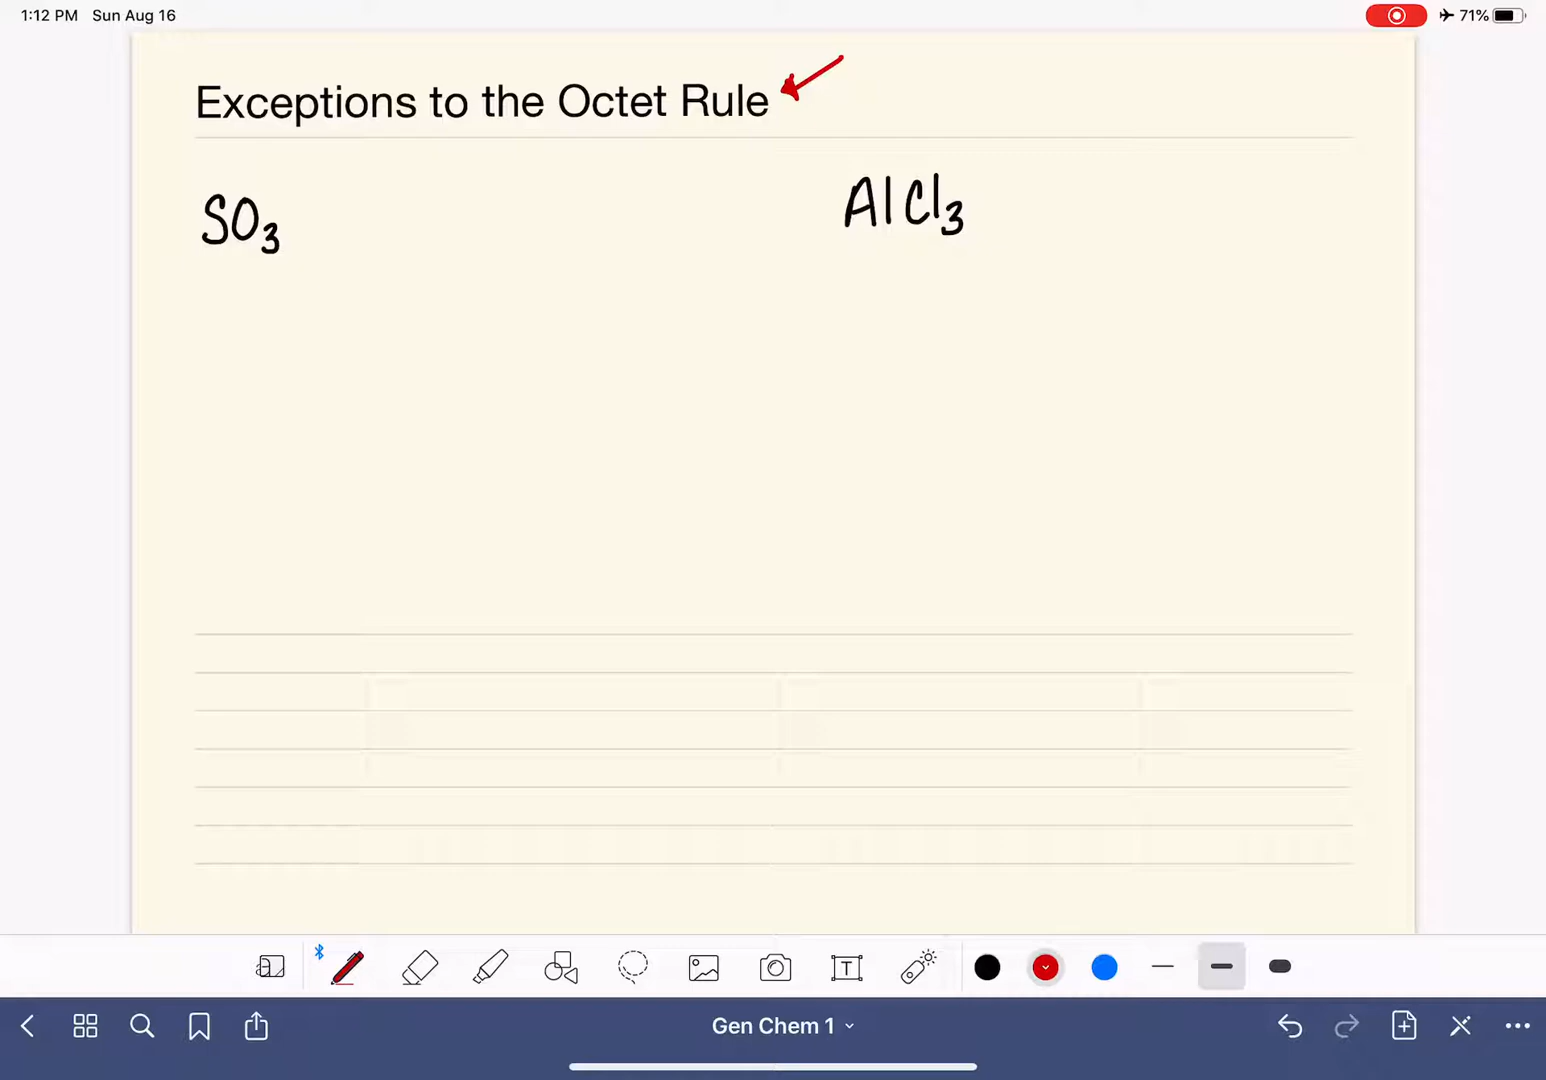 1:12 PM Sun Aug 16
71%
Exceptions to the Octet Rule
SO₃
AlCl₃
T
Gen Chem 1